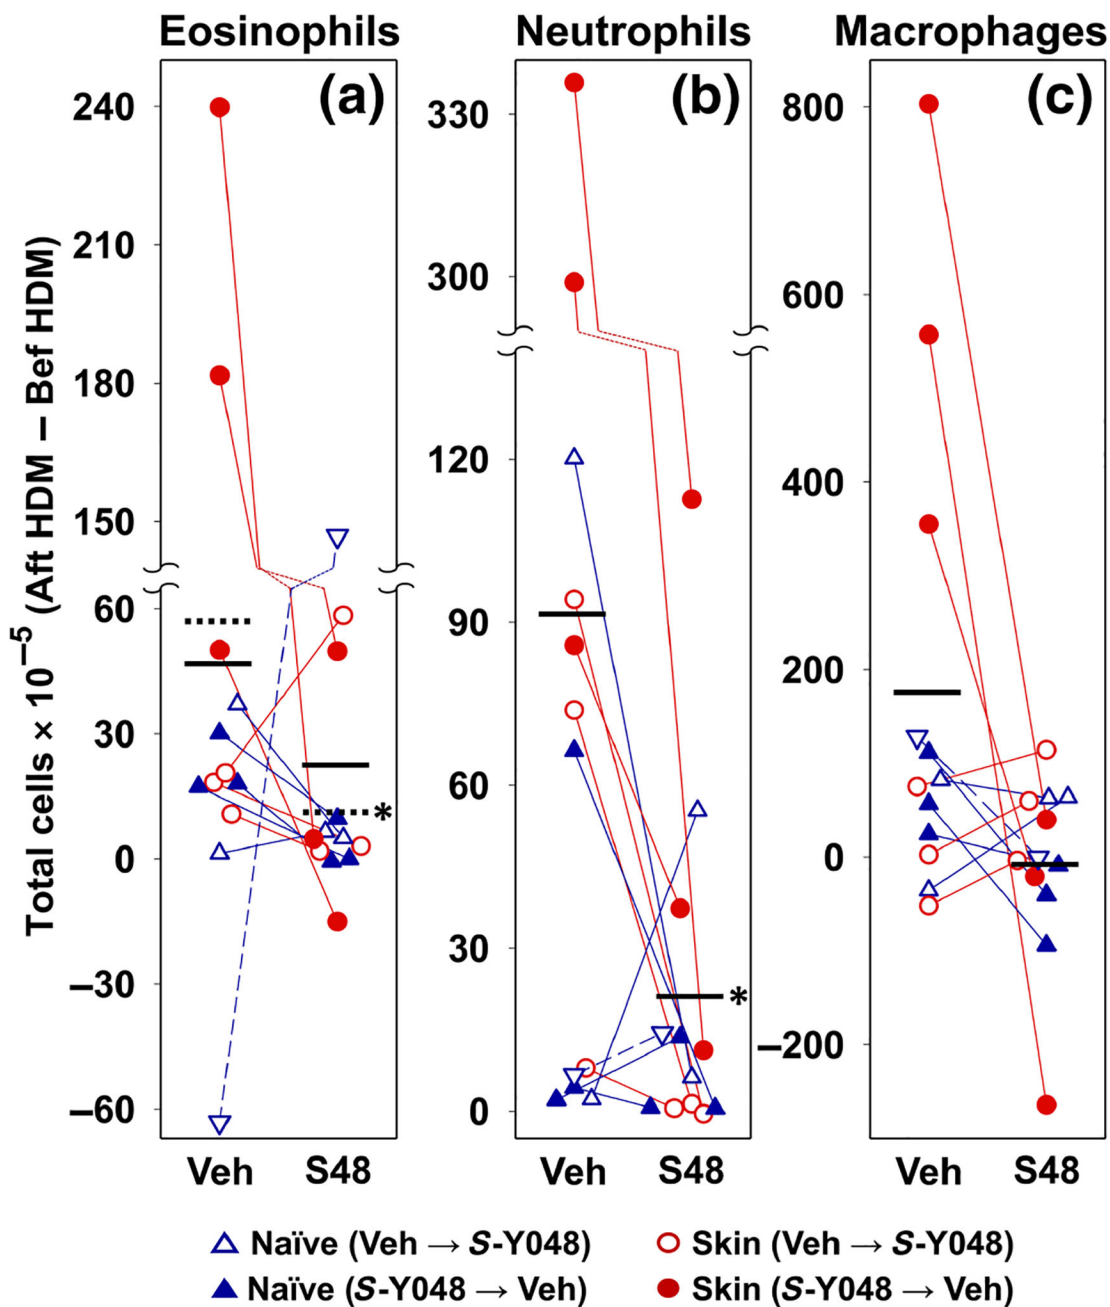 Eosinophils
Neutrophils
Macrophages
(a)
(b)
(c)
Total cells × 10⁻⁵ (Aft HDM – Bef HDM)
240
210
180
150
60
30
0
–30
–60
*
Veh
S48
330
300
120
90
60
30
0
*
Veh
S48
800
600
400
200
0
–200
Veh
S48
Naïve (Veh → S-Y048)
Skin (Veh → S-Y048)
Naïve (S-Y048 → Veh)
Skin (S-Y048 → Veh)